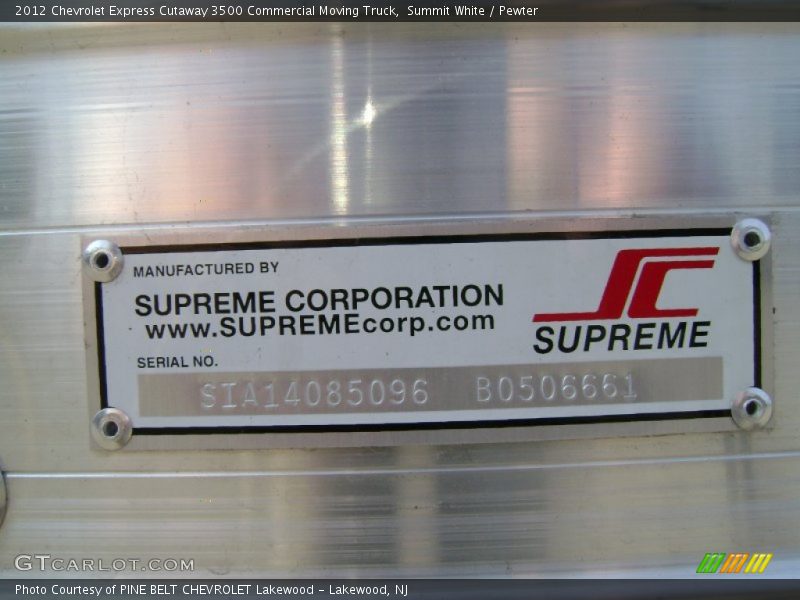 2012 Chevrolet Express Cutaway 3500 Commercial Moving Truck,  Summit White / Pewter
MANUFACTURED BY
SUPREME CORPORATION
www.SUPREMEcorp.com
SUPREME
SERIAL NO.
SIA14085096  B0506661
GTCARLOT.COM
Photo Courtesy of PINE BELT CHEVROLET Lakewood - Lakewood, NJ